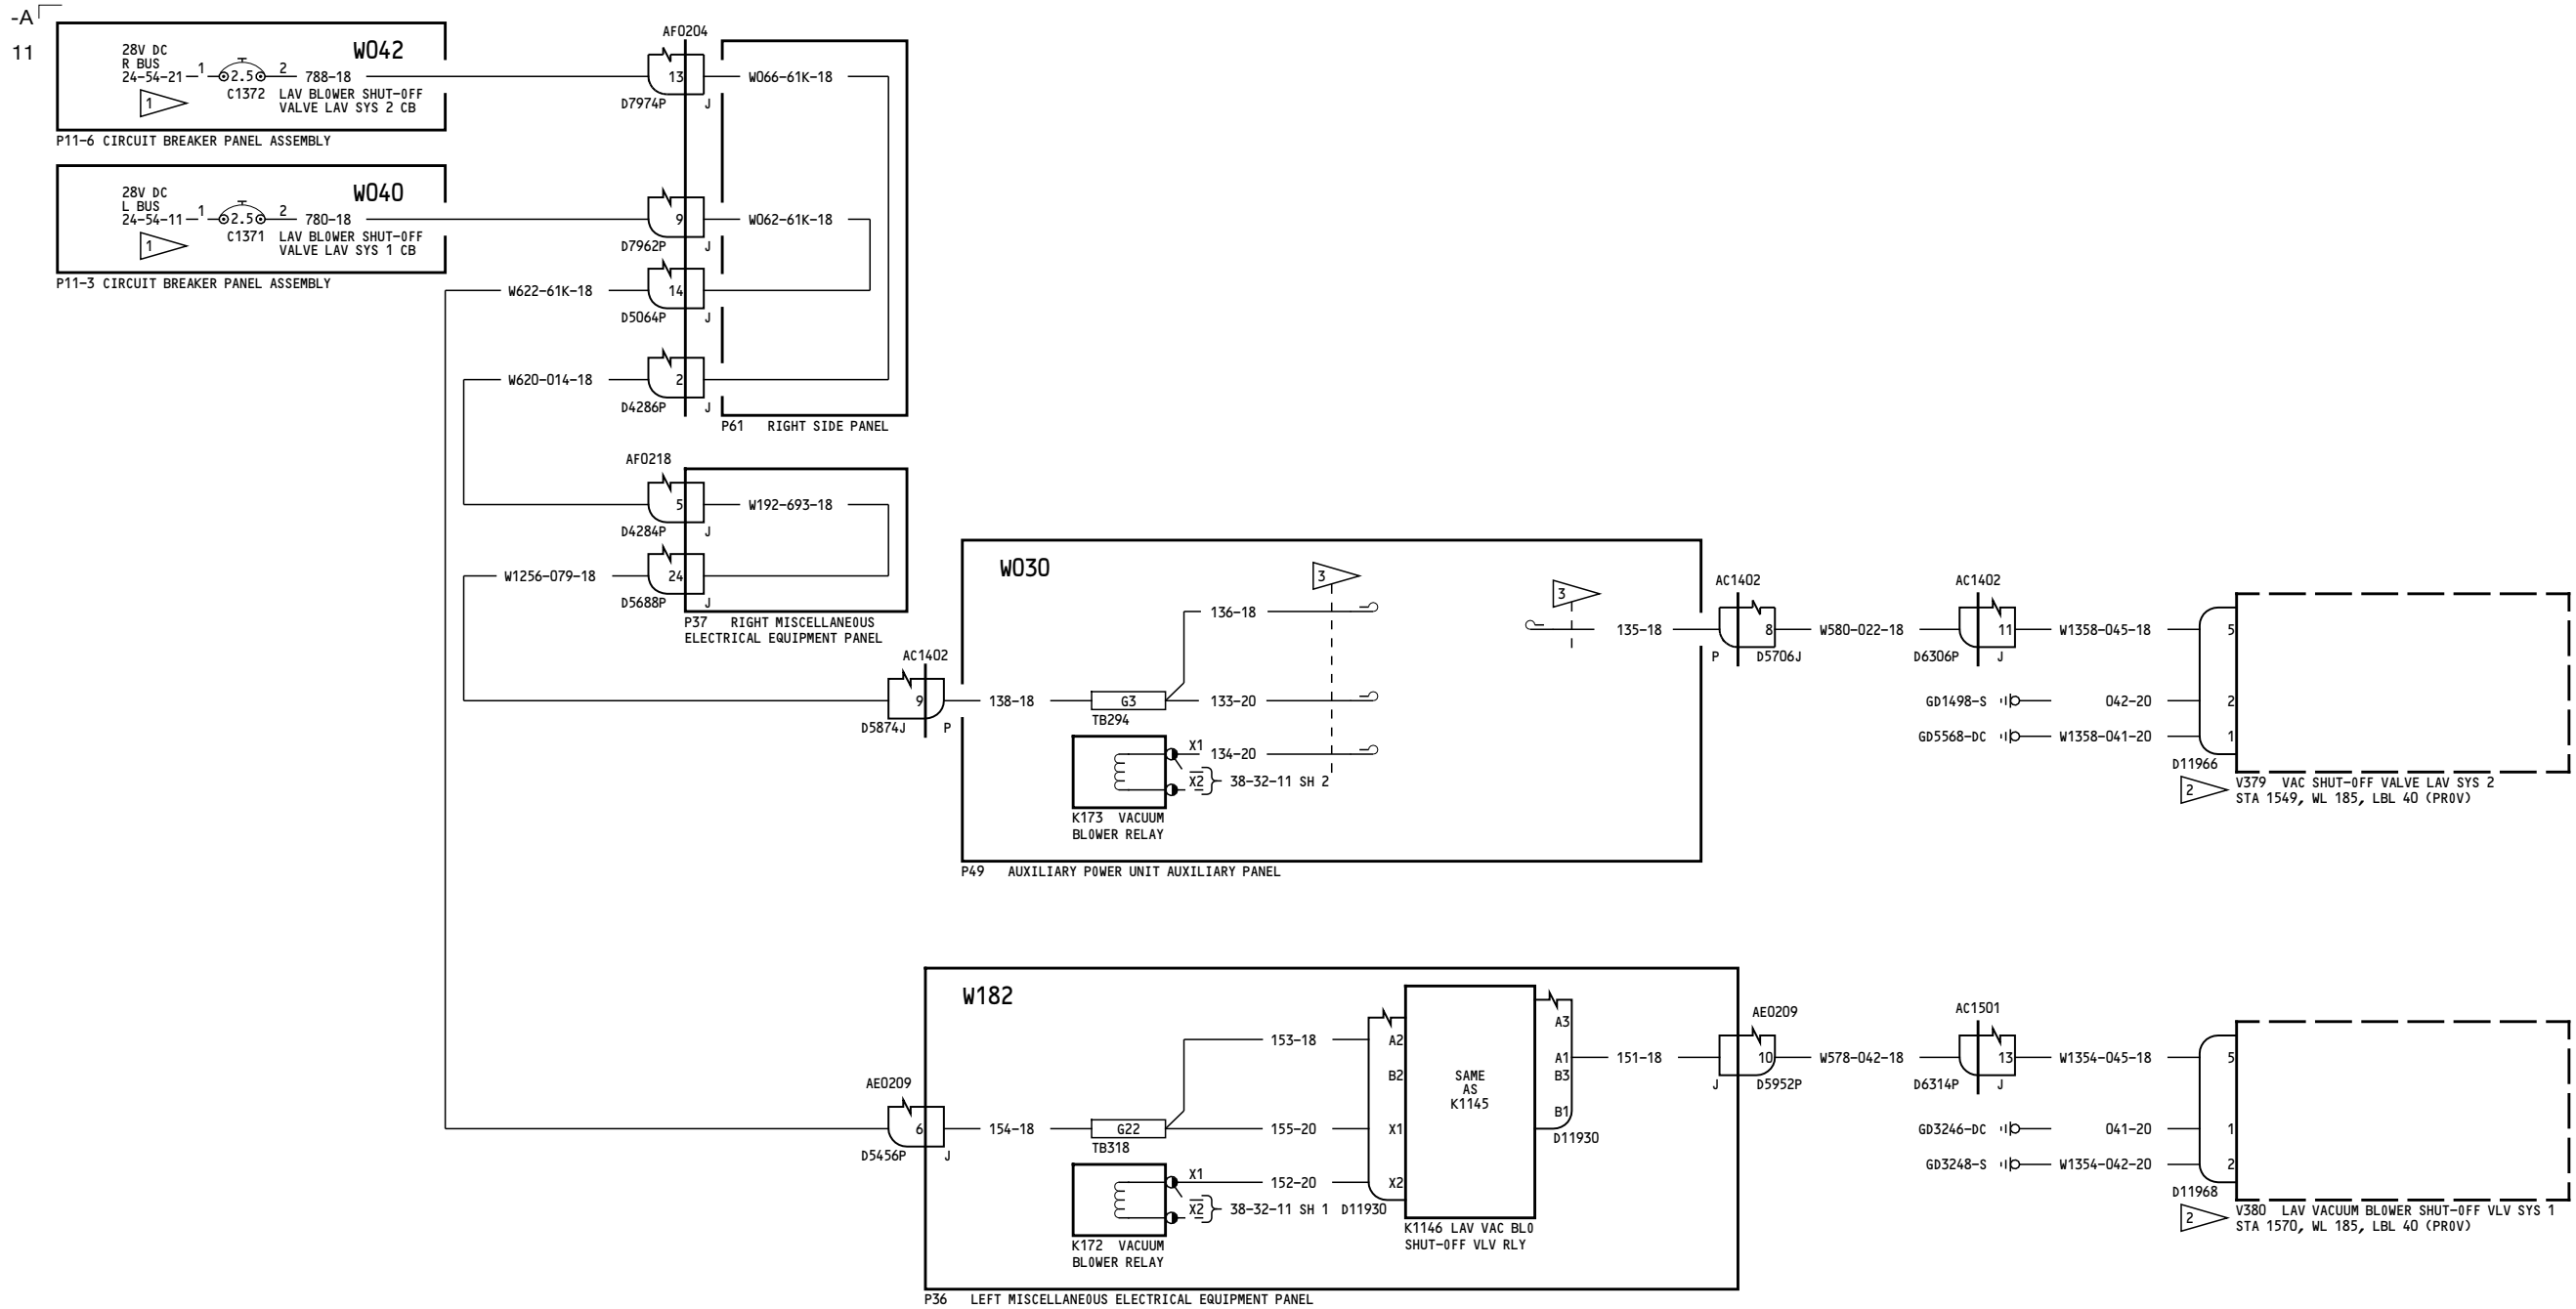 -A
11
28V DC
R BUS
24-54-21
1
2.5
2
788-18
W042
1
C1372
LAV BLOWER SHUT-OFF
VALVE LAV SYS 2 CB
P11-6 CIRCUIT BREAKER PANEL ASSEMBLY
28V DC
L BUS
24-54-11
1
2.5
2
780-18
W040
1
C1371
LAV BLOWER SHUT-OFF
VALVE LAV SYS 1 CB
P11-3 CIRCUIT BREAKER PANEL ASSEMBLY
AF0204
13
W066-61K-18
D7974P
J
9
W062-61K-18
D7962P
J
W622-61K-18
14
D5064P
J
W620-014-18
2
D4286P
J
P61 RIGHT SIDE PANEL
AF0218
5
W192-693-18
D4284P
J
W1256-079-18
24
D5688P
J
P37 RIGHT MISCELLANEOUS
ELECTRICAL EQUIPMENT PANEL
AC1402
9
D5874J
P
W030
138-18
G3
TB294
136-18
133-20
3
3
135-18
X1
134-20
X2
38-32-11 SH 2
K173 VACUUM
BLOWER RELAY
P49 AUXILIARY POWER UNIT AUXILIARY PANEL
AC1402
8
P
D5706J
W580-022-18
AC1402
11
D6306P
J
W1358-045-18
5
GD1498-S
042-20
2
GD5568-DC
W1358-041-20
1
D11966
2
V379 VAC SHUT-OFF VALVE LAV SYS 2
STA 1549, WL 185, LBL 40 (PROV)
W182
AE0209
6
D5456P
J
154-18
G22
TB318
153-18
155-20
X1
152-20
X2
38-32-11 SH 1
D11930
K172 VACUUM
BLOWER RELAY
A2
B2
X1
X2
SAME
AS
K1145
A3
A1
B3
B1
D11930
K1146 LAV VAC BLO
SHUT-OFF VLV RLY
151-18
P36 LEFT MISCELLANEOUS ELECTRICAL EQUIPMENT PANEL
AE0209
10
J
D5952P
W578-042-18
AC1501
13
D6314P
J
W1354-045-18
5
GD3246-DC
041-20
1
GD3248-S
W1354-042-20
2
D11968
2
V380 LAV VACUUM BLOWER SHUT-OFF VLV SYS 1
STA 1570, WL 185, LBL 40 (PROV)